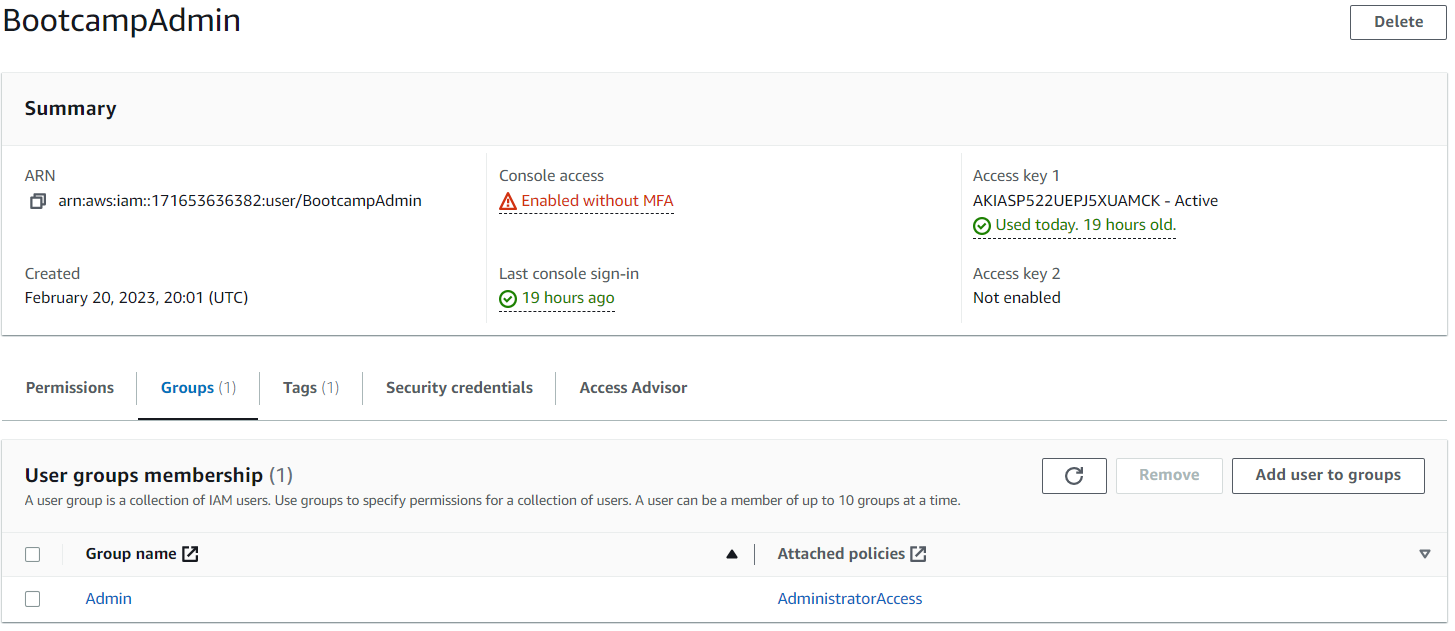 BootcampAdmin
Delete
Summary
ARN
arn:aws:iam::171653636382:user/BootcampAdmin
Console access
Enabled without MFA
Access key 1
AKIASP522UEPJ5XUAMCK - Active
Used today. 19 hours old.
Created
February 20, 2023, 20:01 (UTC)
Last console sign-in
19 hours ago
Access key 2
Not enabled
Permissions
Groups (1)
Tags (1)
Security credentials
Access Advisor
User groups membership (1)
A user group is a collection of IAM users. Use groups to specify permissions for a collection of users. A user can be a member of up to 10 groups at a time.
Remove
Add user to groups
Group name
Attached policies
Admin
AdministratorAccess